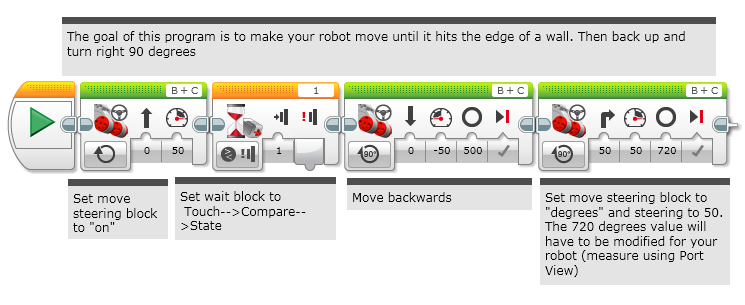 The goal of this program is to make your robot move until it hits the edge of a wall. Then back up and
turn right 90 degrees
B + C
1
B + C
B + C
0 50
1
90° 0 -50 500
90° 50 50 720
Set move
steering block
to "on"
Set wait block to
Touch-->Compare--
>State
Move backwards
Set move steering block to
"degrees" and steering to 50.
The 720 degrees value will
have to be modified for your
robot (measure using Port
View)